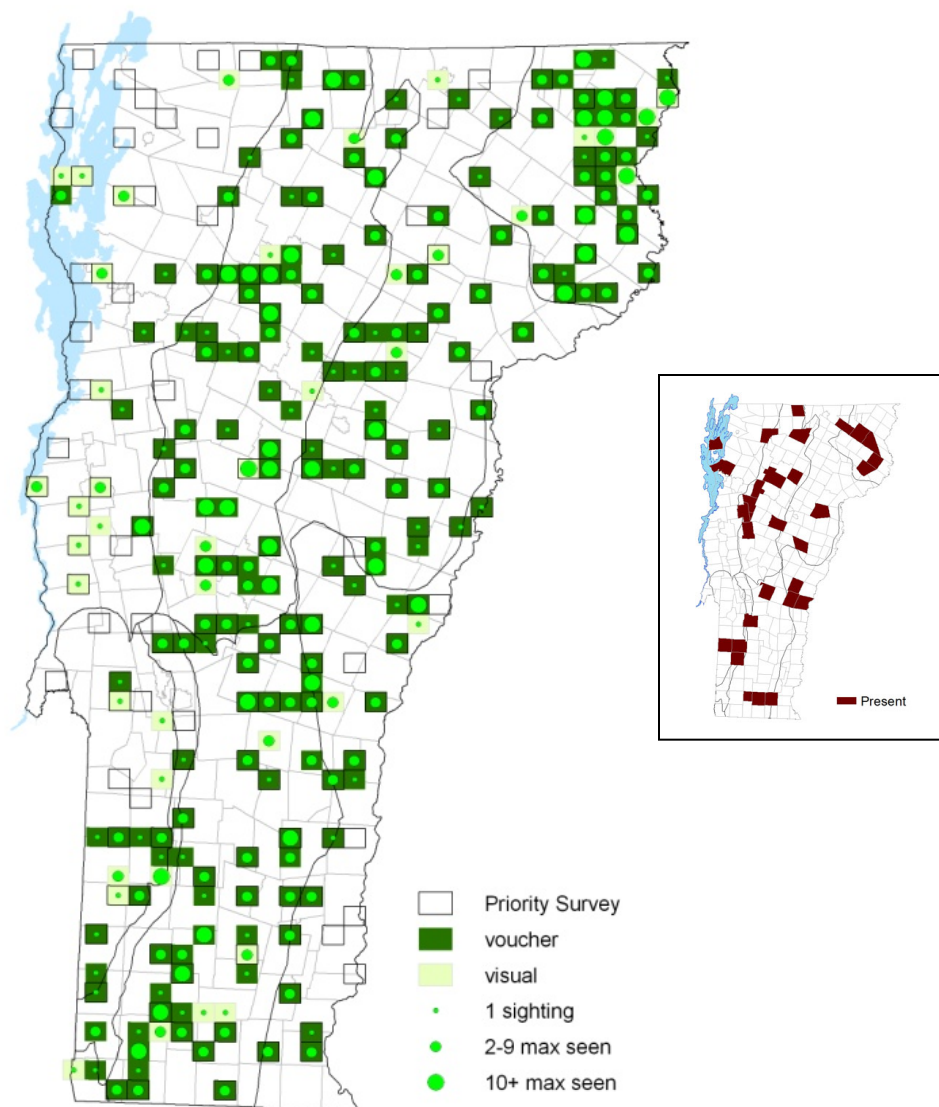 Present
Priority Survey
voucher
visual
1 sighting
2-9 max seen
10+ max seen